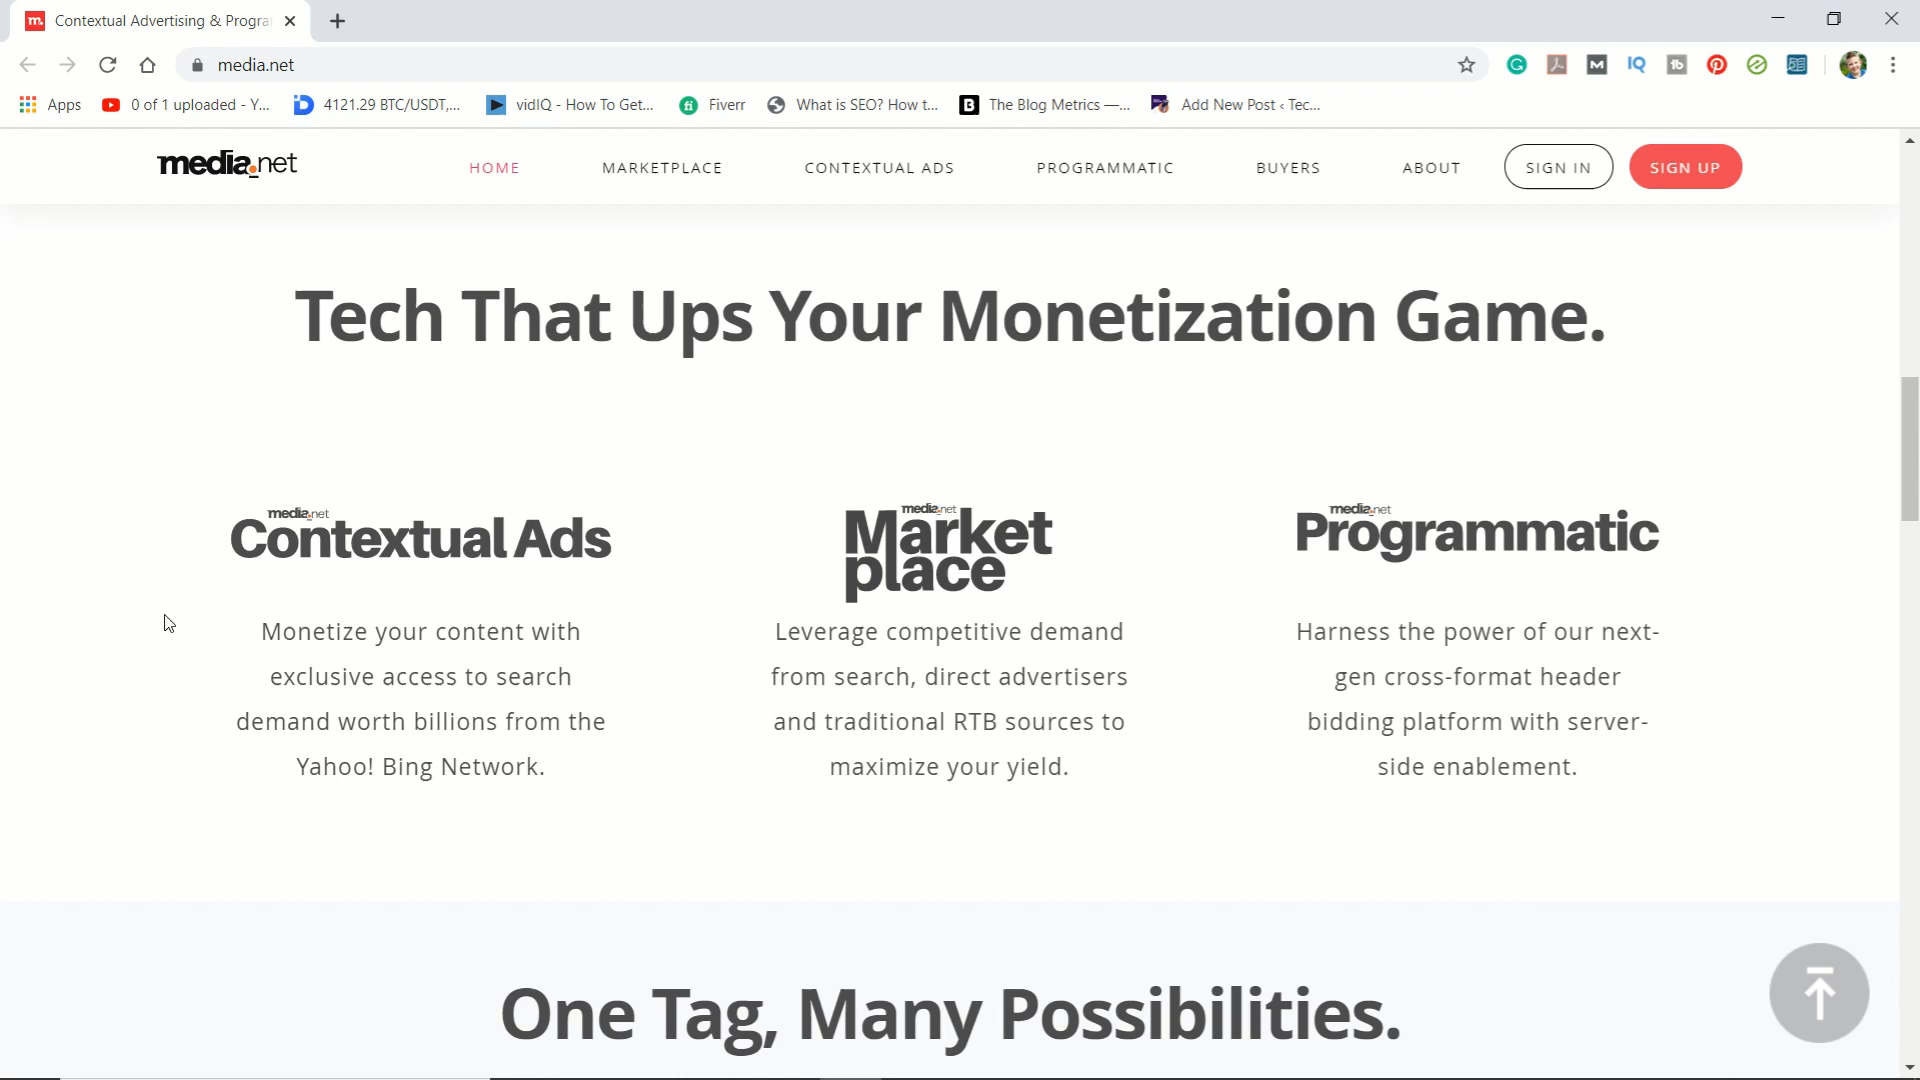 Contextual Advertising & Progra
media.net
Apps
0 of 1 uploaded - Y...
4121.29 BTC/USDT,...
vidIQ - How To Get...
Fiverr
What is SEO? How t...
The Blog Metrics —...
Add New Post ‹ Tec...
media.net
HOME
MARKETPLACE
CONTEXTUAL ADS
PROGRAMMATIC
BUYERS
ABOUT
SIGN IN
SIGN UP
Tech That Ups Your Monetization Game.
media.net
Contextual Ads
Monetize your content with
exclusive access to search
demand worth billions from the
Yahoo! Bing Network.
media.net
Market
place
Leverage competitive demand
from search, direct advertisers
and traditional RTB sources to
maximize your yield.
media.net
Programmatic
Harness the power of our next-
gen cross-format header
bidding platform with server-
side enablement.
One Tag, Many Possibilities.